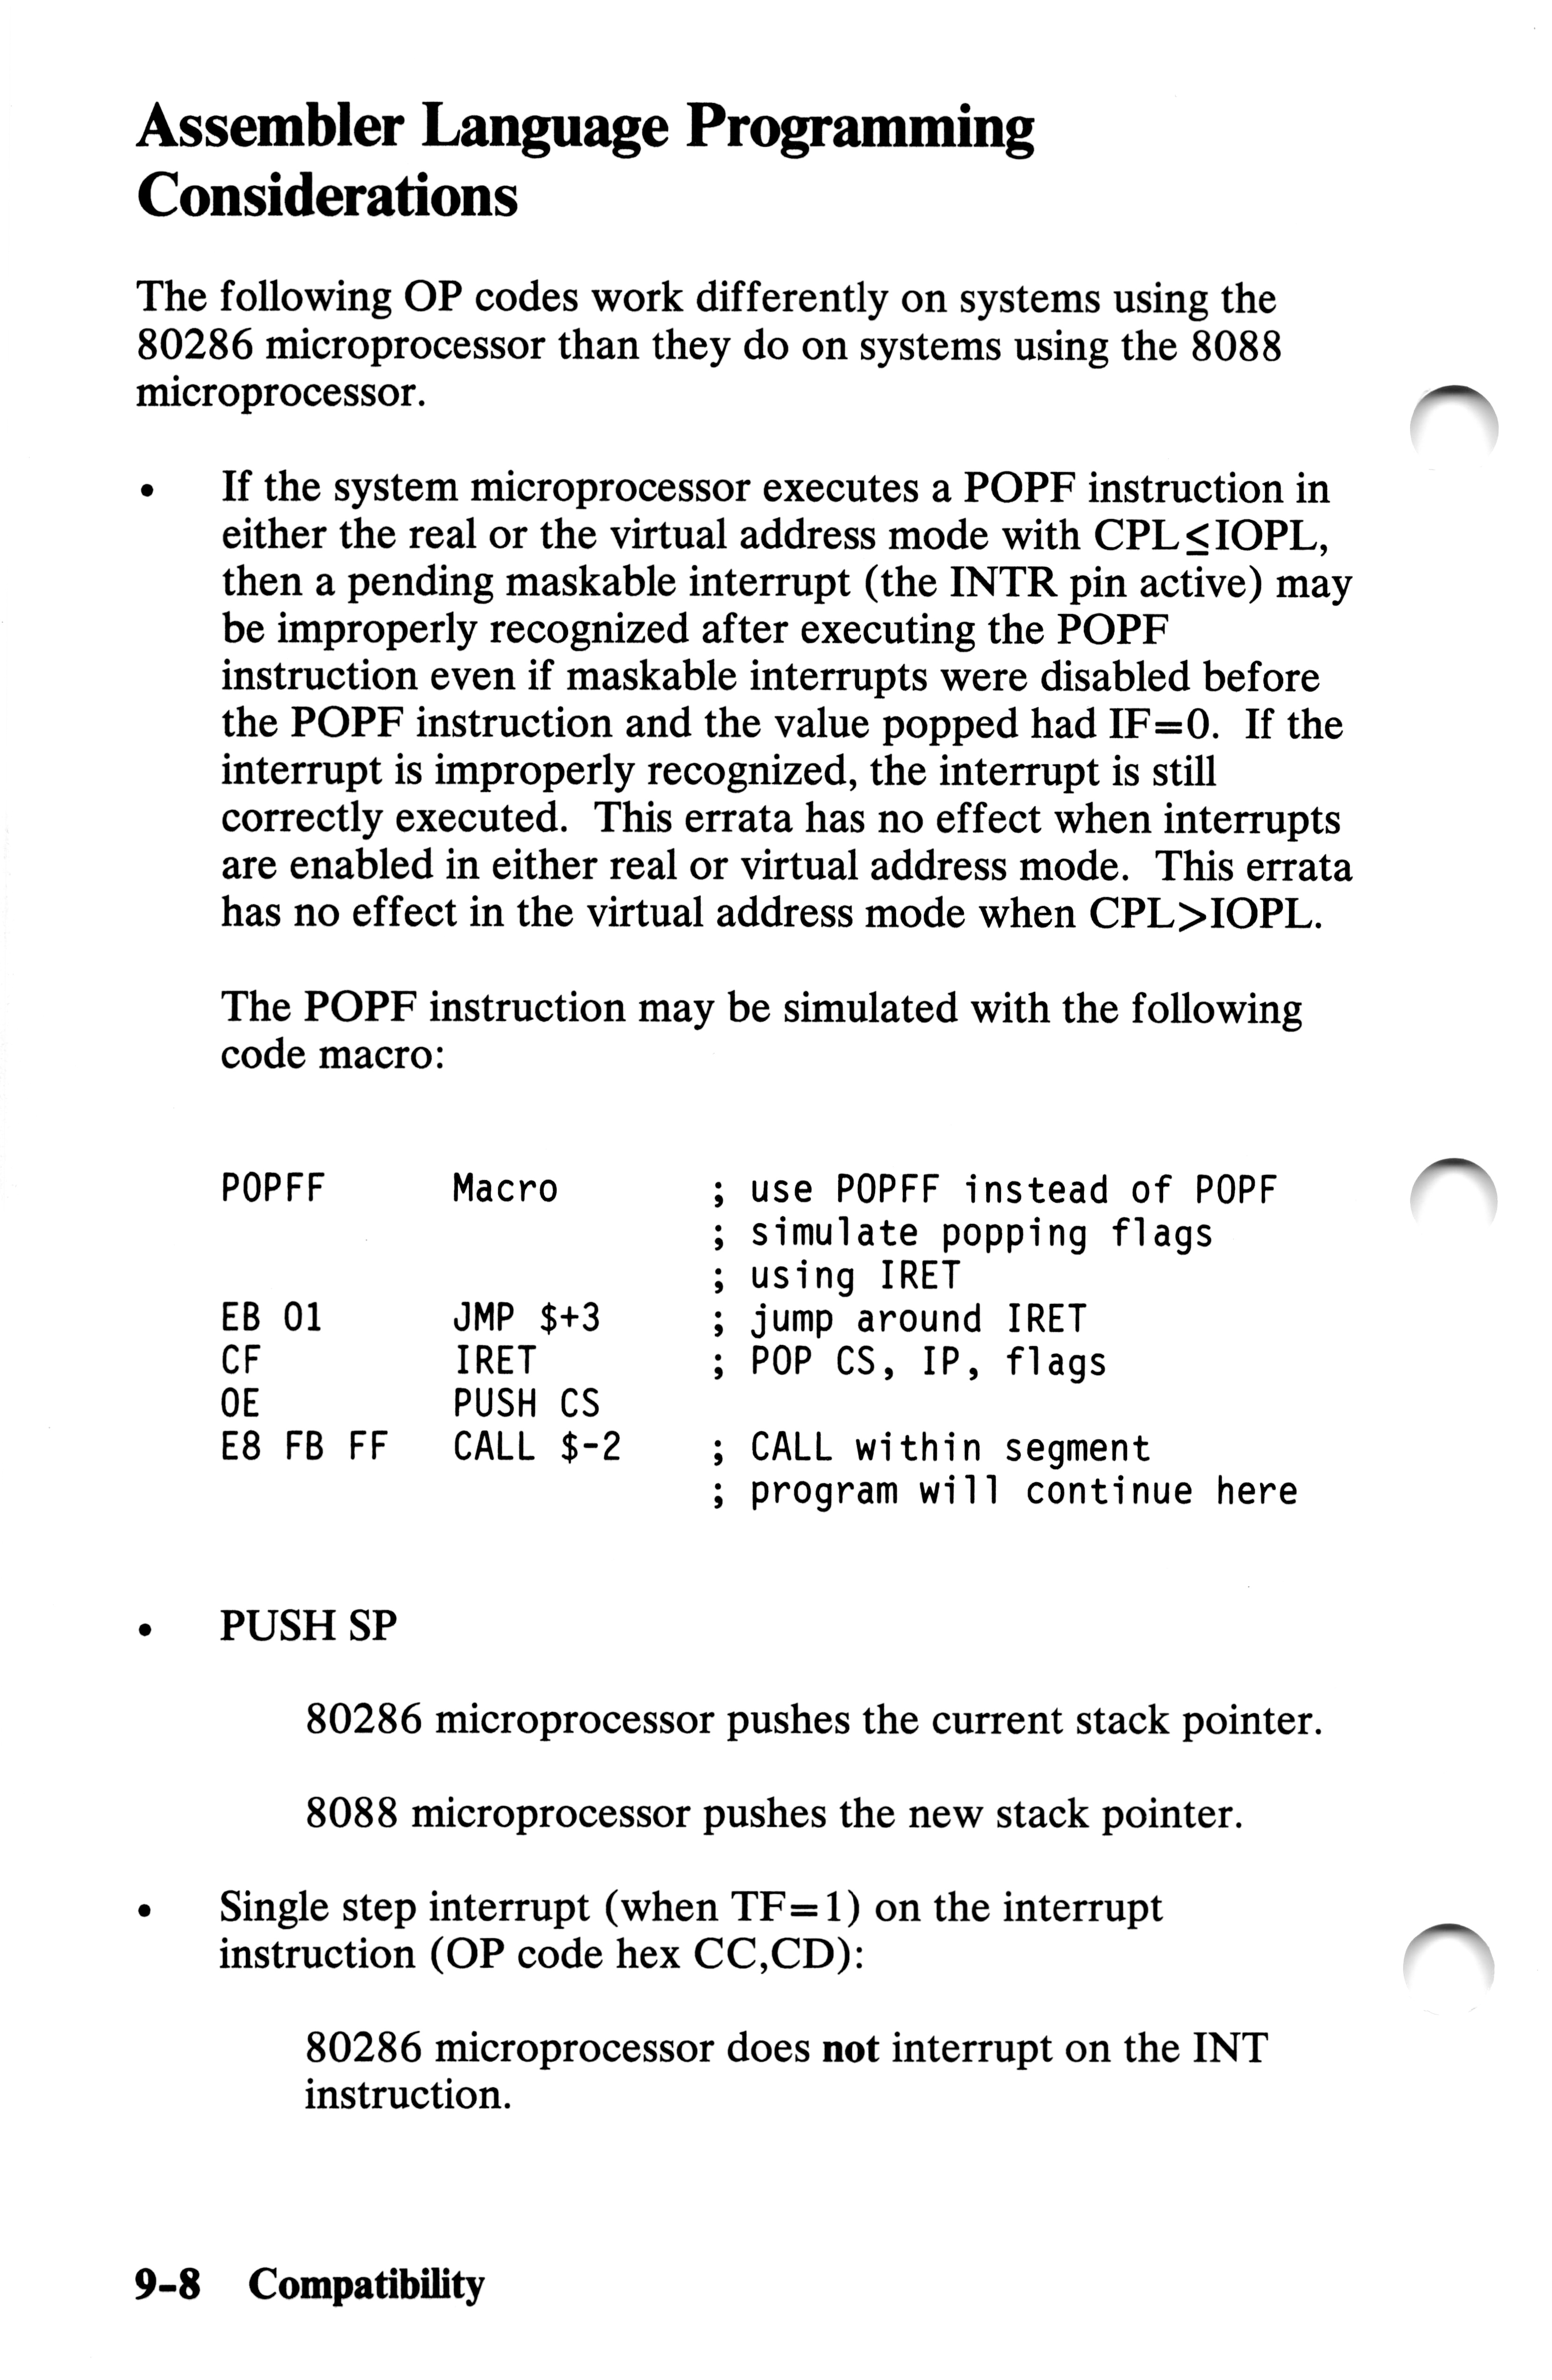 Assembler Language Programming
Considerations
The following OP codes work differently on systems using the
80286 microprocessor than they do on systems using the 8088
microprocessor.
• If the system microprocessor executes a POPF instruction in
either the real or the virtual address mode with CPL≤IOPL,
then a pending maskable interrupt (the INTR pin active) may
be improperly recognized after executing the POPF
instruction even if maskable interrupts were disabled before
the POPF instruction and the value popped had IF=0. If the
interrupt is improperly recognized, the interrupt is still
correctly executed. This errata has no effect when interrupts
are enabled in either real or virtual address mode. This errata
has no effect in the virtual address mode when CPL>IOPL.
The POPF instruction may be simulated with the following
code macro:
POPFF Macro ; use POPFF instead of POPF
; simulate popping flags
; using IRET
EB 01 JMP $+3 ; jump around IRET
CF IRET ; POP CS, IP, flags
OE PUSH CS
E8 FB FF CALL $-2 ; CALL within segment
; program will continue here
• PUSH SP
80286 microprocessor pushes the current stack pointer.
8088 microprocessor pushes the new stack pointer.
• Single step interrupt (when TF=1) on the interrupt
instruction (OP code hex CC,CD):
80286 microprocessor does not interrupt on the INT
instruction.
9-8 Compatibility